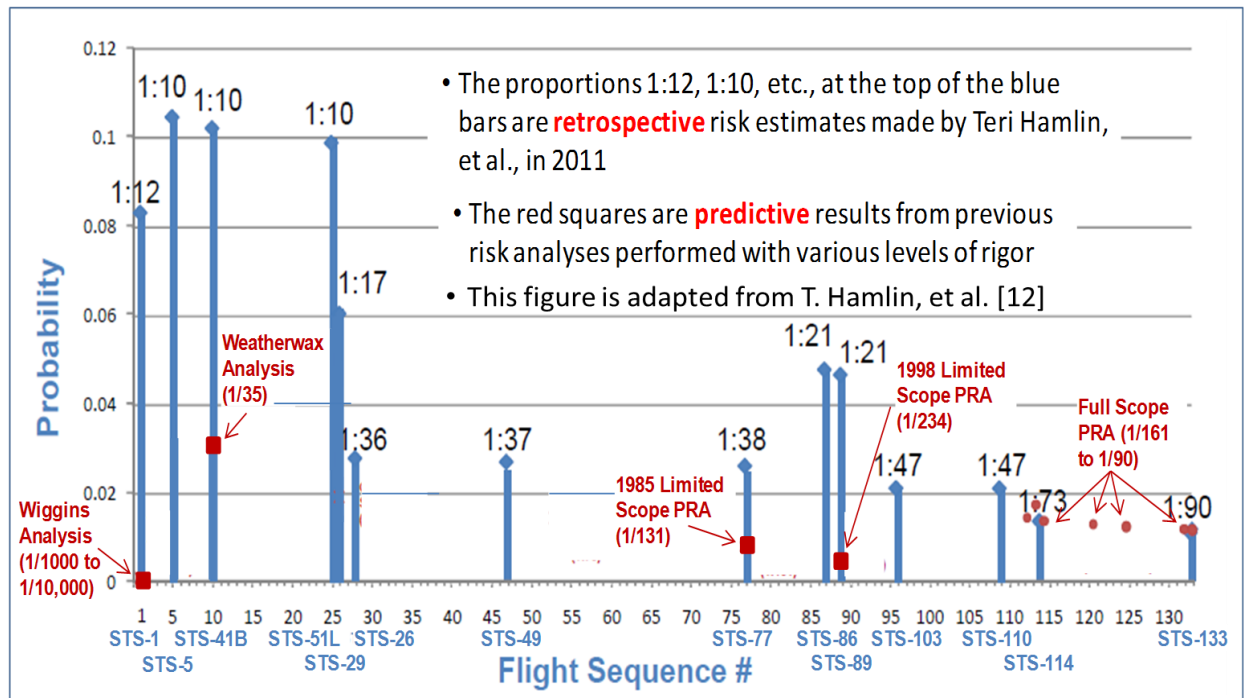 0.12
0.1
0.08
0.06
0.04
0.02
0
Probability
• The proportions 1:12, 1:10, etc., at the top of the blue
bars are retrospective risk estimates made by Teri Hamlin,
et al., in 2011
• The red squares are predictive results from previous
risk analyses performed with various levels of rigor
• This figure is adapted from T. Hamlin, et al. [12]
1:12
1:10
1:10
1:10
1:17
1:36
1:37
1:38
1:21
1:21
1:47
1:47
1:73
1:90
Wiggins
Analysis
(1/1000 to
1/10,000)
Weatherwax
Analysis
(1/35)
1985 Limited
Scope PRA
(1/131)
1998 Limited
Scope PRA
(1/234)
Full Scope
PRA (1/161
to 1/90)
1 5 10 15 20 25 30 35 40 45 50 55 60 65 70 75 80 85 90 95 100 105 110 115 120 125 130
STS-1 STS-41B STS-51L STS-26 STS-49 STS-77 STS-86 STS-103 STS-110 STS-133
STS-5 STS-29 STS-89 STS-114
Flight Sequence #